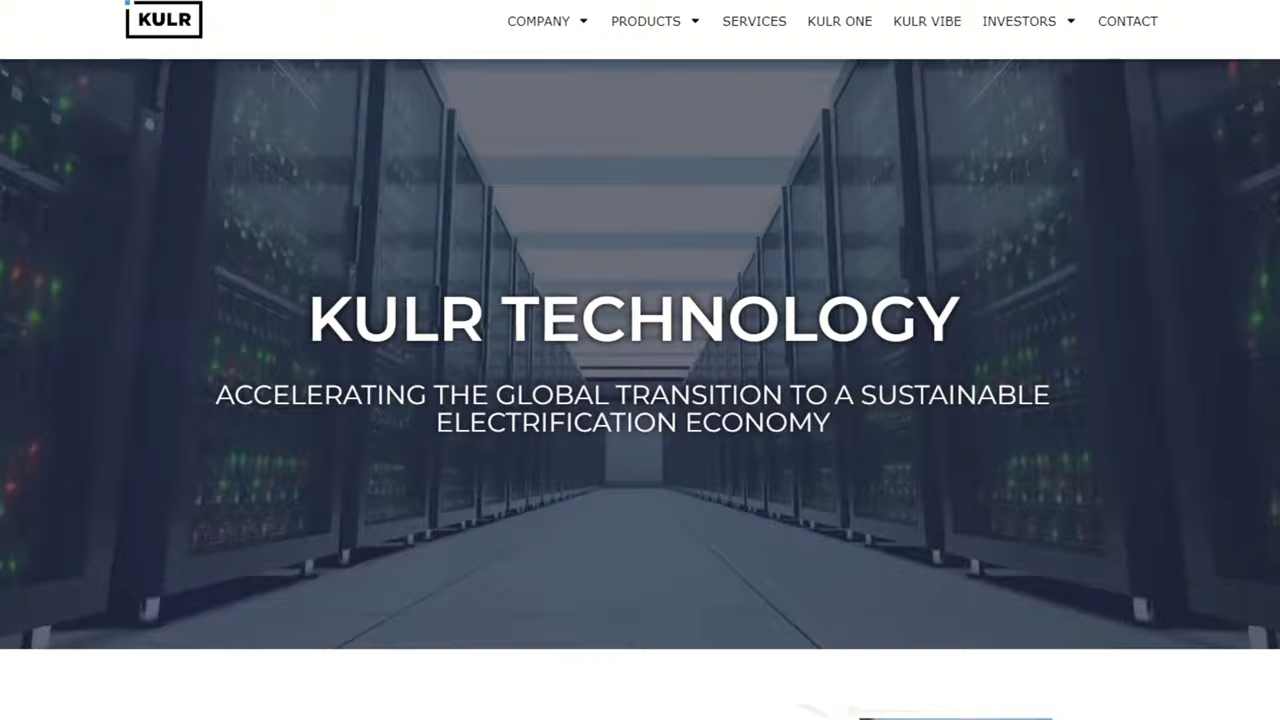 KULR
COMPANY
PRODUCTS
SERVICES
KULR ONE
KULR VIBE
INVESTORS
CONTACT
KULR TECHNOLOGY
ACCELERATING THE GLOBAL TRANSITION TO A SUSTAINABLE
ELECTRIFICATION ECONOMY